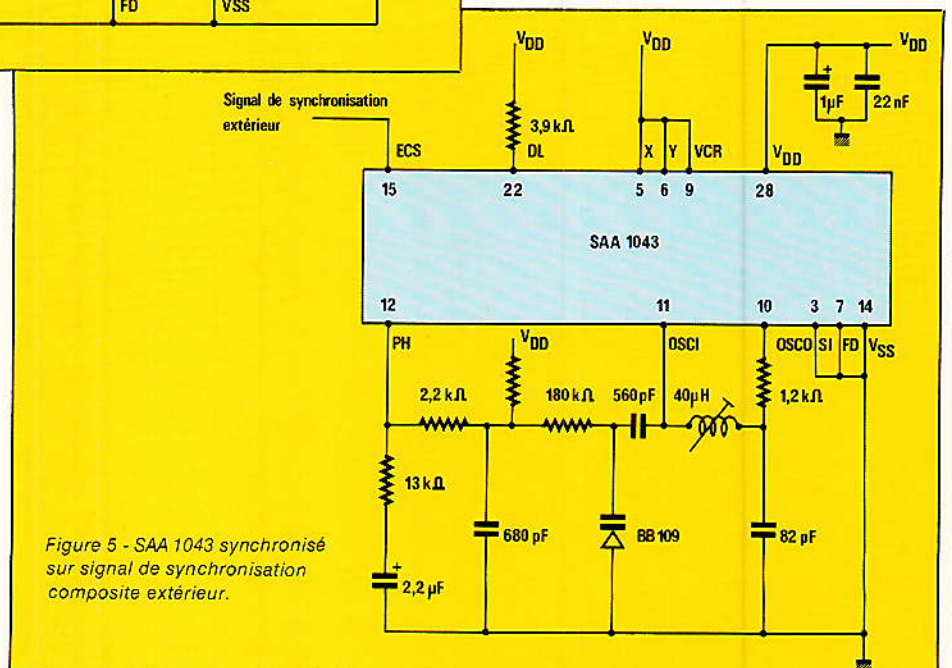 FD
VSS
VDD
VDD
VDD
Signal de synchronisation
extérieur
3,9 kΩ
1µF
22 nF
ECS
DL
X
Y
VCR
VDD
15
22
5
6
9
28
SAA 1043
12
11
10
3
7
14
PH
VDD
OSCI
OSCO
SI
FD
VSS
2,2 kΩ
180 kΩ
560 pF
40µH
1,2 kΩ
13 kΩ
680 pF
BB 109
82 pF
+
+
2,2 µF
Figure 5 - SAA 1043 synchronisé
sur signal de synchronisation
composite extérieur.